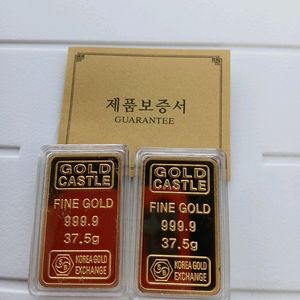 제품보증서
GUARANTEE
GOLD
CASTLE
FINE GOLD
999.9
37.5g
KOREA GOLD
EXCHANGE
GOLD
CASTLE
FINE GOLD
999.9
37.5g
KOREA GOLD
EXCHANGE